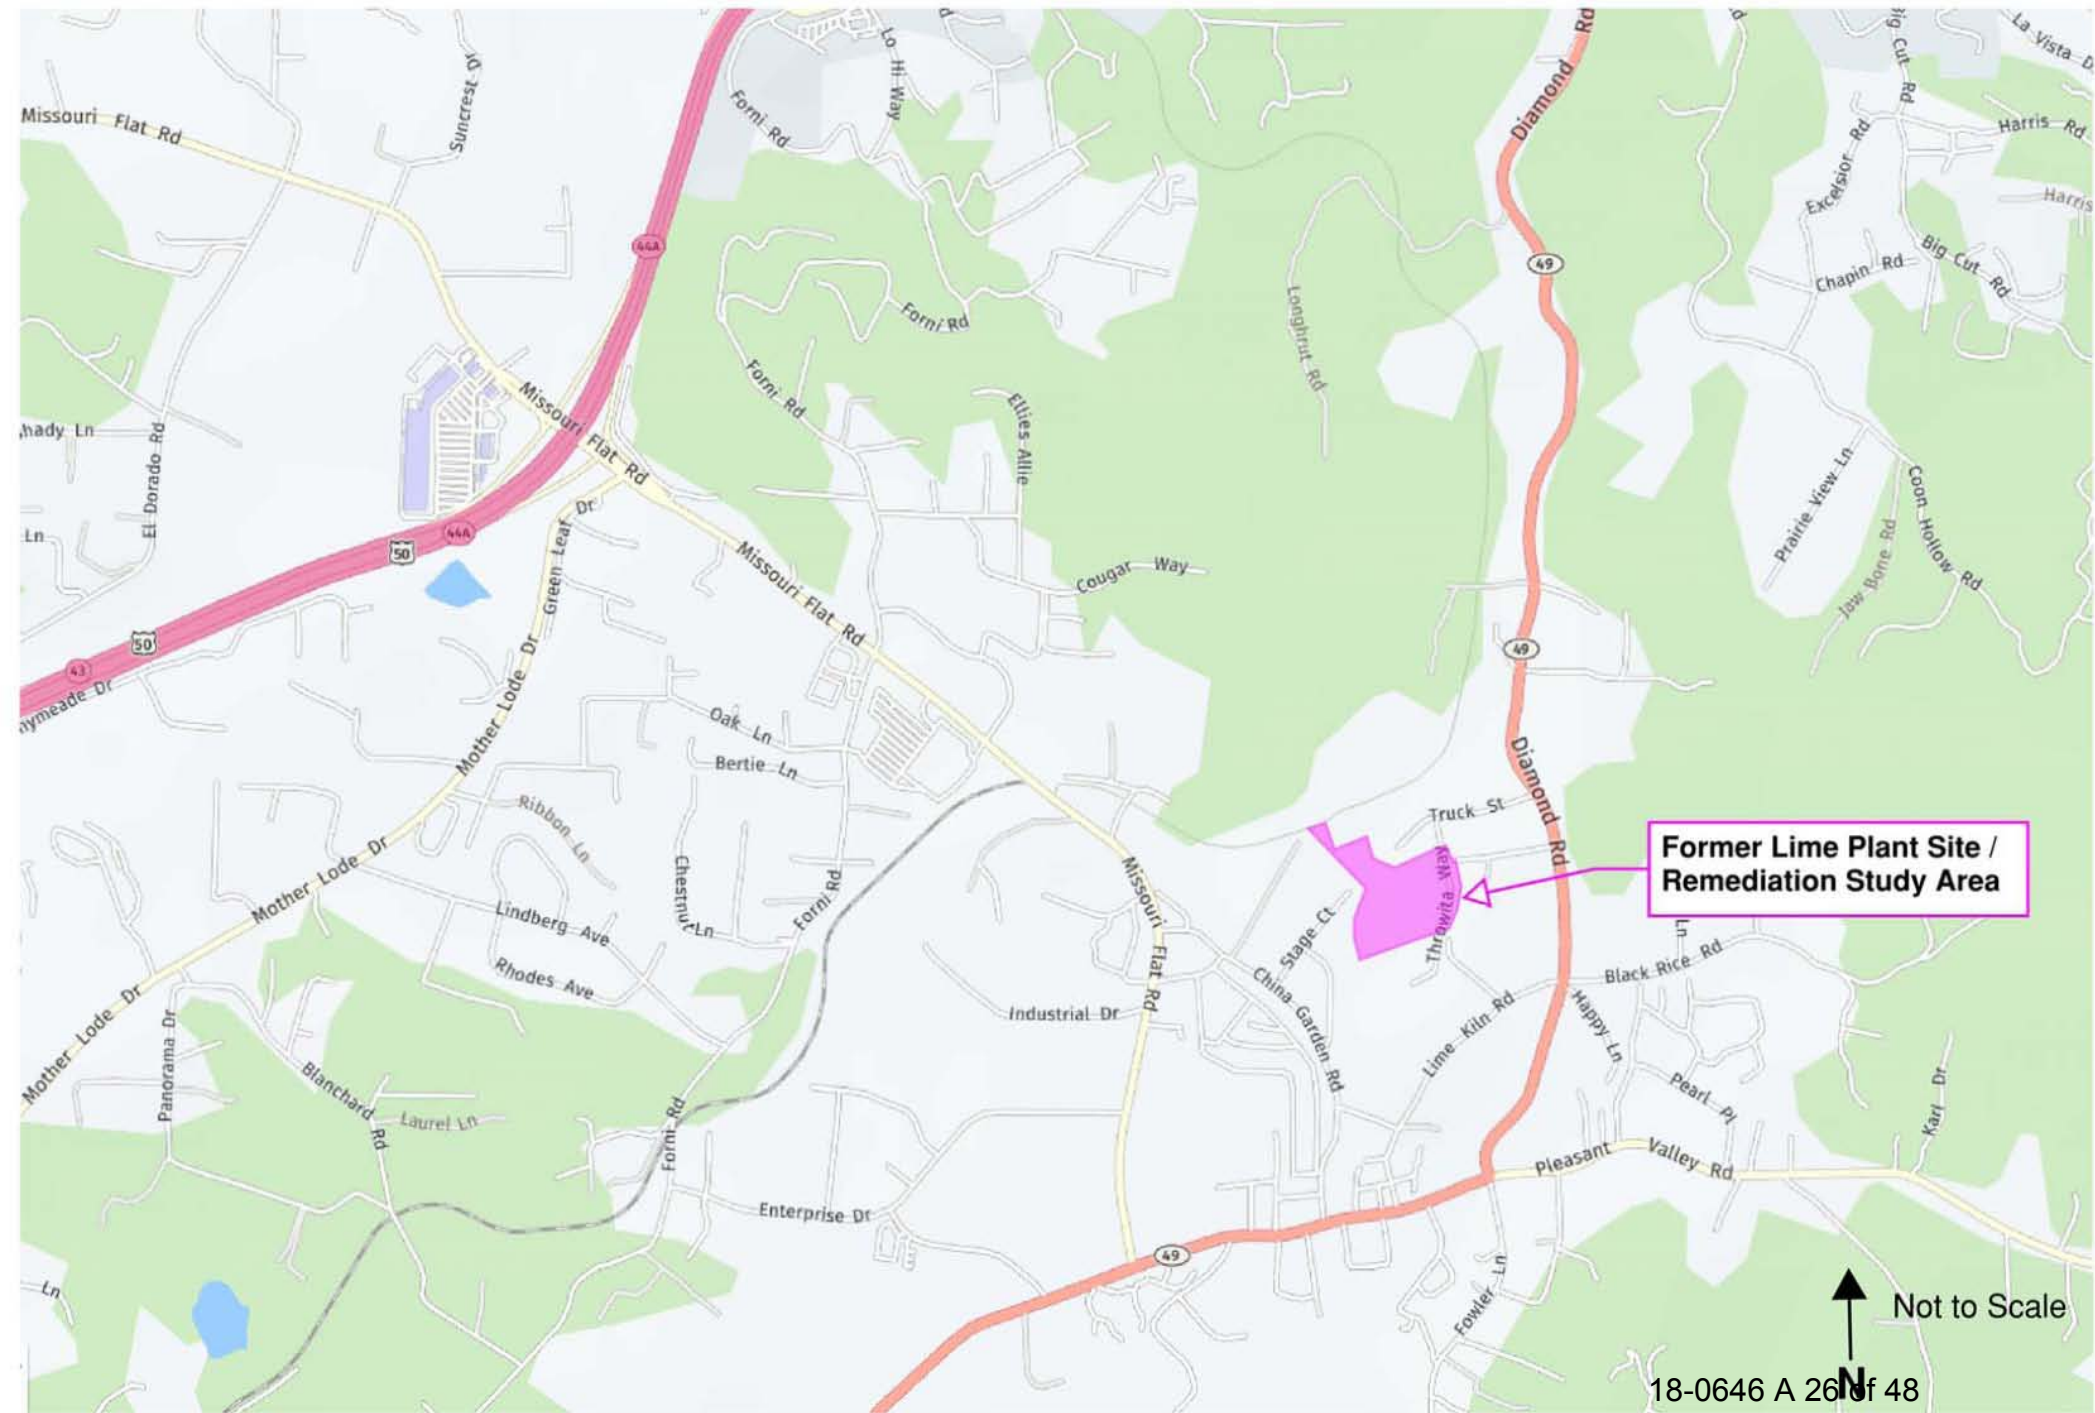 Missouri Flat Rd
Suncrest Dr
Forni Rd
Lo Hi Way
Diamond Rd
Big Cut Rd
La Vista D
Harris Rd
Excelsior Rd
Harris
Chapin Rd
Big Cut Rd
44A
49
Forni Rd
Longhrut Rd
Forni Rd
Missouri Flat Rd
Ellies Allie
hady Ln
El Dorado Rd
Ln
Prairie View Ln
Jaw Bone Rd
Coon Hollow Rd
44A
50
Green Leaf Dr
Missouri Flat Rd
Cougar Way
50
43
nymeade Dr
49
Mother Lode Dr
Oak Ln
Bertie Ln
Diamond Rd
Ribbon Ln
Truck St
Former Lime Plant Site /
Remediation Study Area
Mother Lode Dr
Chestnut Ln
Forni Rd
Missouri Flat Rd
Throwita Way
Lindberg Ave
Stage Ct
Ln
Black Rice Rd
Rhodes Ave
China Garden Rd
Industrial Dr
Lime Kiln Rd
Happy Ln
Mother Lode Dr
Panorama Dr
Blanchard Rd
Laurel Ln
Pearl Pl
Karl Dr
Forni Rd
Pleasant Valley Rd
Enterprise Dr
49
Ln
Fowler Ln
Not to Scale
N
18-0646 A 26 of 48